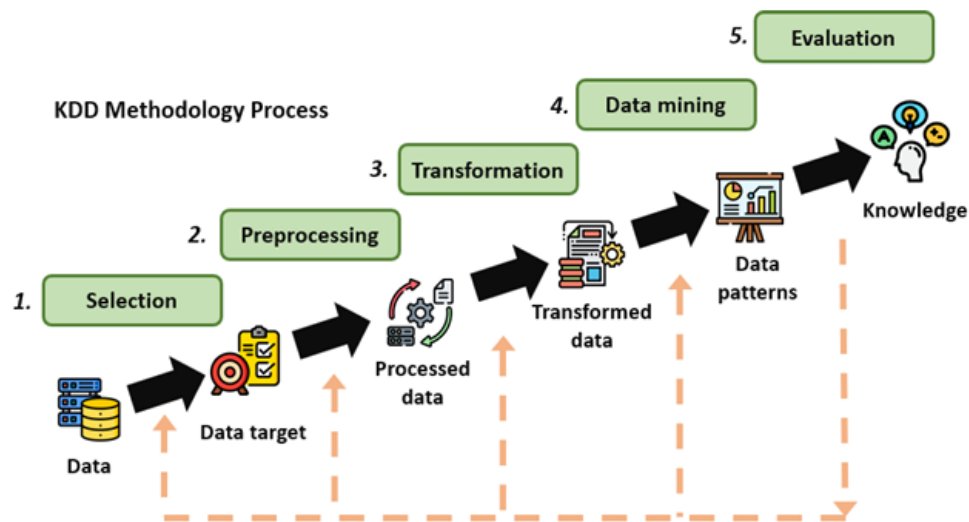 5. Evaluation
4. Data mining
KDD Methodology Process
3. Transformation
2. Preprocessing
1. Selection
Knowledge
Data
patterns
Transformed
data
Processed
data
Data target
Data